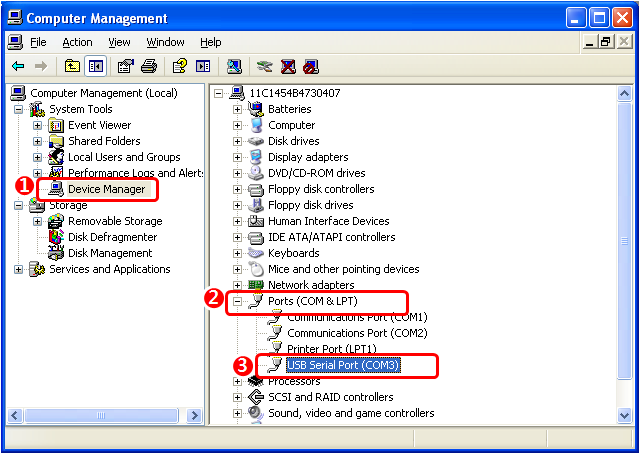 Computer Management
File Action View Window Help
Computer Management (Local)
System Tools
Event Viewer
Shared Folders
Local Users and Groups
Performance Logs and Alerts
1 Device Manager
Storage
Removable Storage
Disk Defragmenter
Disk Management
Services and Applications
11C1454B4730407
Batteries
Computer
Disk drives
Display adapters
DVD/CD-ROM drives
Floppy disk controllers
Floppy disk drives
Human Interface Devices
IDE ATA/ATAPI controllers
Keyboards
Mice and other pointing devices
Network adapters
2 Ports (COM & LPT)
Communications Port (COM1)
Communications Port (COM2)
Printer Port (LPT1)
3 USB Serial Port (COM3)
Processors
SCSI and RAID controllers
Sound, video and game controllers